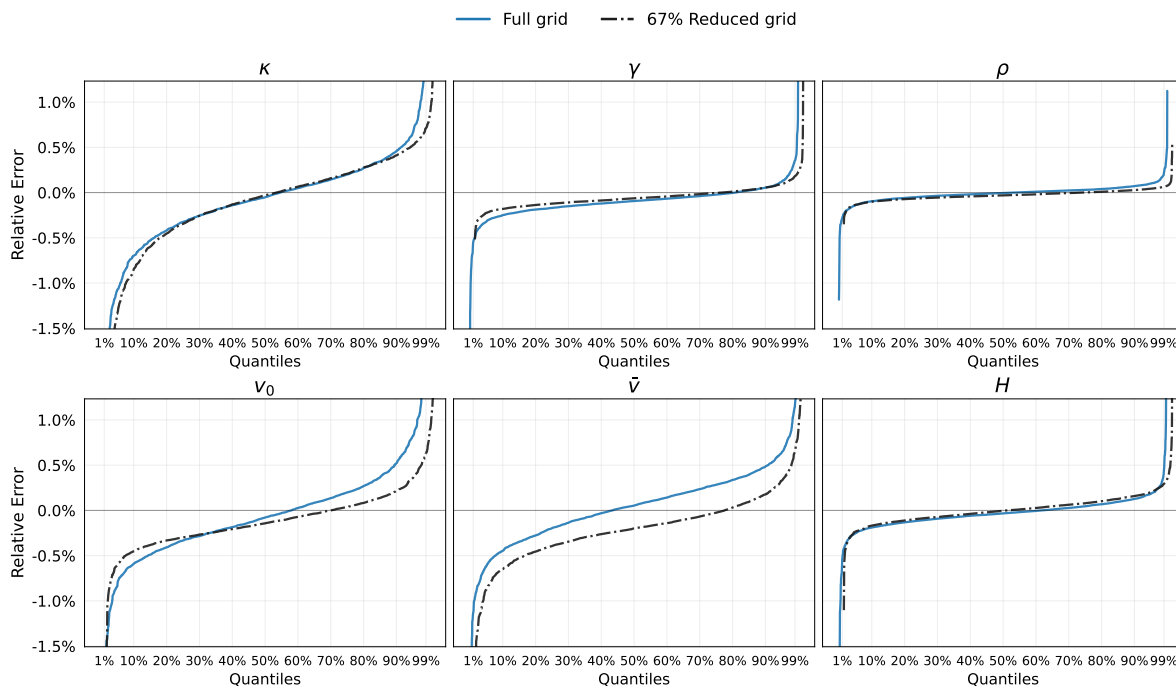 Full grid 67% Reduced grid
κ γ ρ
1.0%
0.5%
0.0%
-0.5%
-1.0%
-1.5%
Relative Error
1% 10% 20% 30% 40% 50% 60% 70% 80% 90% 99% 1% 10% 20% 30% 40% 50% 60% 70% 80% 90% 99% 1% 10% 20% 30% 40% 50% 60% 70% 80% 90% 99%
Quantiles Quantiles Quantiles
v₀ v̄ H
1.0%
0.5%
0.0%
-0.5%
-1.0%
-1.5%
Relative Error
1% 10% 20% 30% 40% 50% 60% 70% 80% 90% 99% 1% 10% 20% 30% 40% 50% 60% 70% 80% 90% 99% 1% 10% 20% 30% 40% 50% 60% 70% 80% 90% 99%
Quantiles Quantiles Quantiles